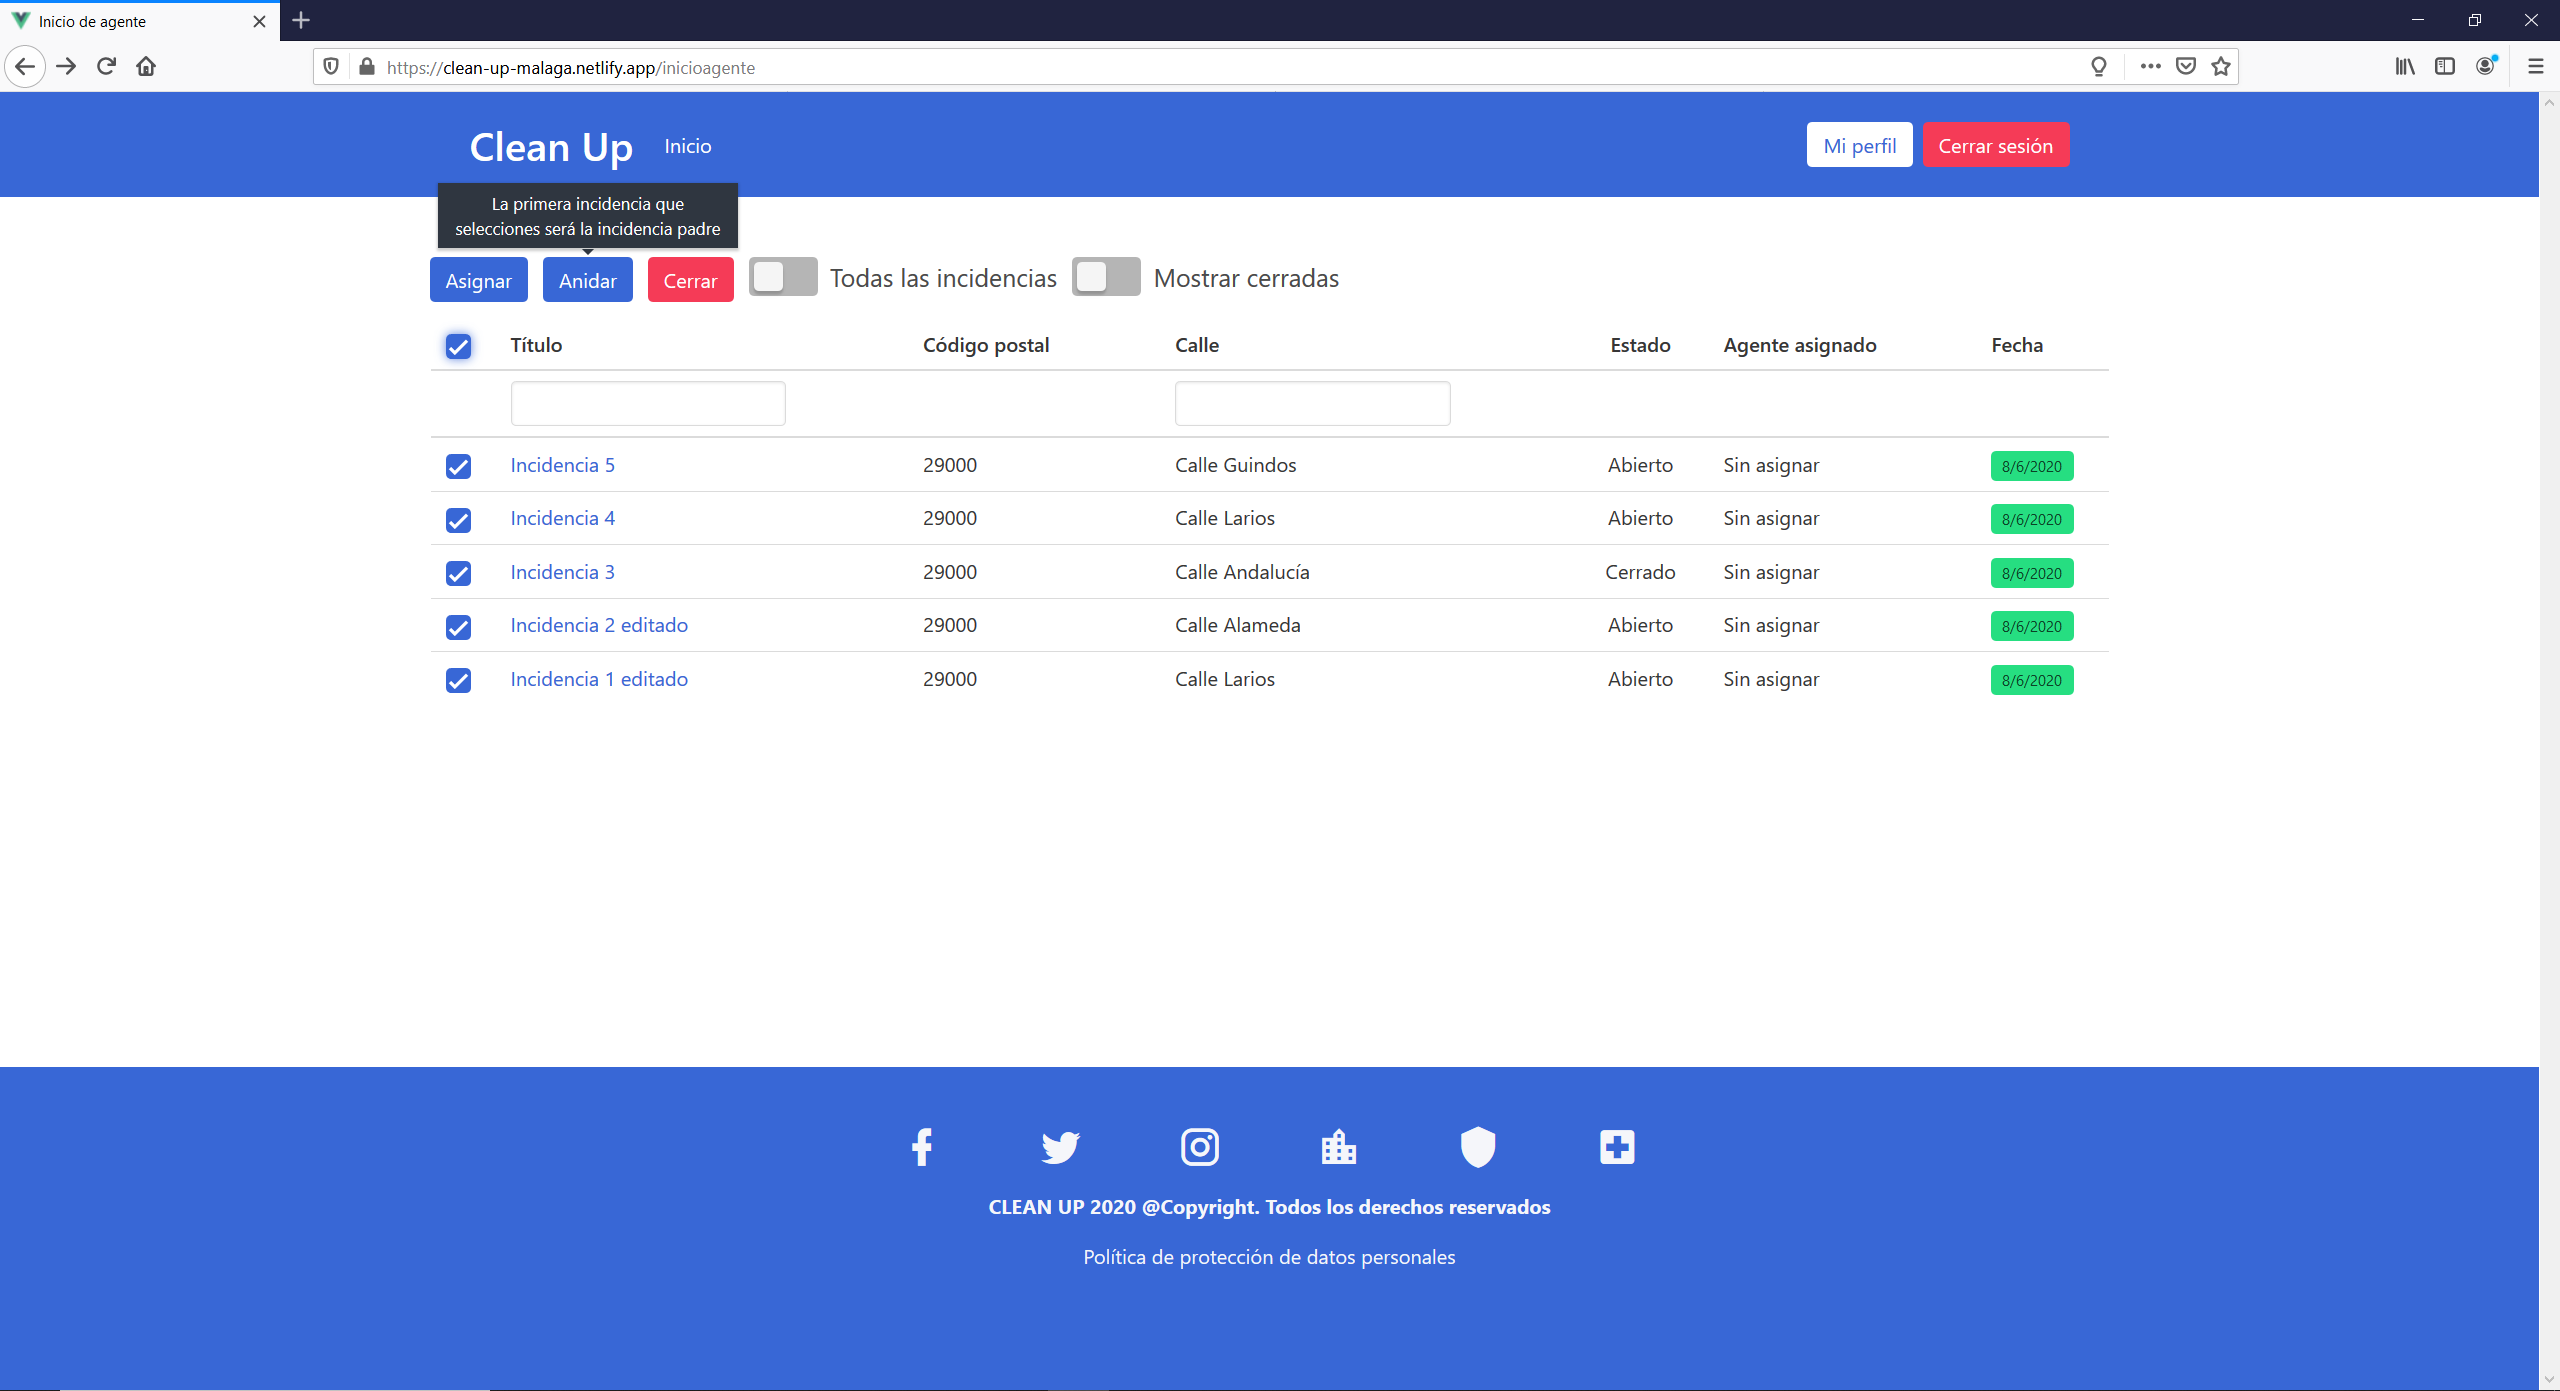 Inicio de agente
https://clean-up-malaga.netlify.app/inicioagente
Clean Up Inicio Mi perfil Cerrar sesión
La primera incidencia que
selecciones será la incidencia padre
Asignar Anidar Cerrar Todas las incidencias Mostrar cerradas
Título Código postal Calle Estado Agente asignado Fecha
Incidencia 5 29000 Calle Guindos Abierto Sin asignar 8/6/2020
Incidencia 4 29000 Calle Larios Abierto Sin asignar 8/6/2020
Incidencia 3 29000 Calle Andalucía Cerrado Sin asignar 8/6/2020
Incidencia 2 editado 29000 Calle Alameda Abierto Sin asignar 8/6/2020
Incidencia 1 editado 29000 Calle Larios Abierto Sin asignar 8/6/2020
CLEAN UP 2020 @Copyright. Todos los derechos reservados
Política de protección de datos personales